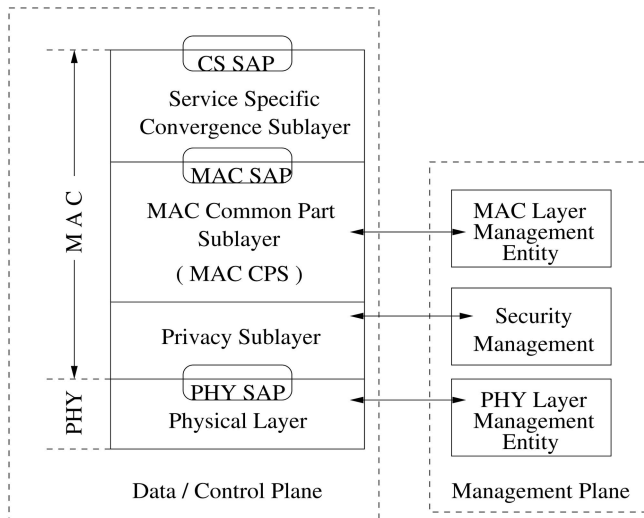 CS SAP
Service Specific
Convergence Sublayer
MAC SAP
MAC Common Part
Sublayer
( MAC CPS )
Privacy Sublayer
PHY SAP
Physical Layer
M A C
PHY
Data / Control Plane
MAC Layer
Management
Entity
Security
Management
PHY Layer
Management
Entity
Management Plane